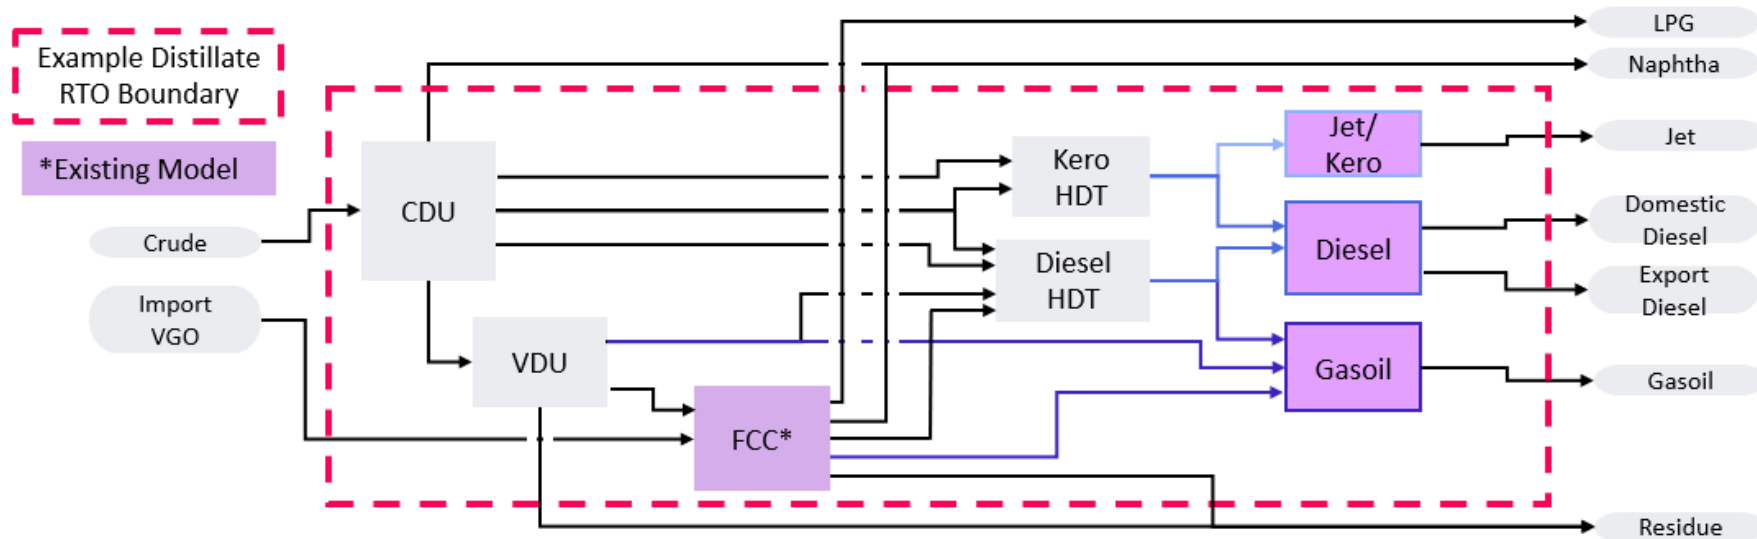 Example Distillate
RTO Boundary
*Existing Model
Crude
Import
VGO
CDU
VDU
FCC*
Kero
HDT
Diesel
HDT
Jet/
Kero
Diesel
Gasoil
LPG
Naphtha
Jet
Domestic
Diesel
Export
Diesel
Gasoil
Residue